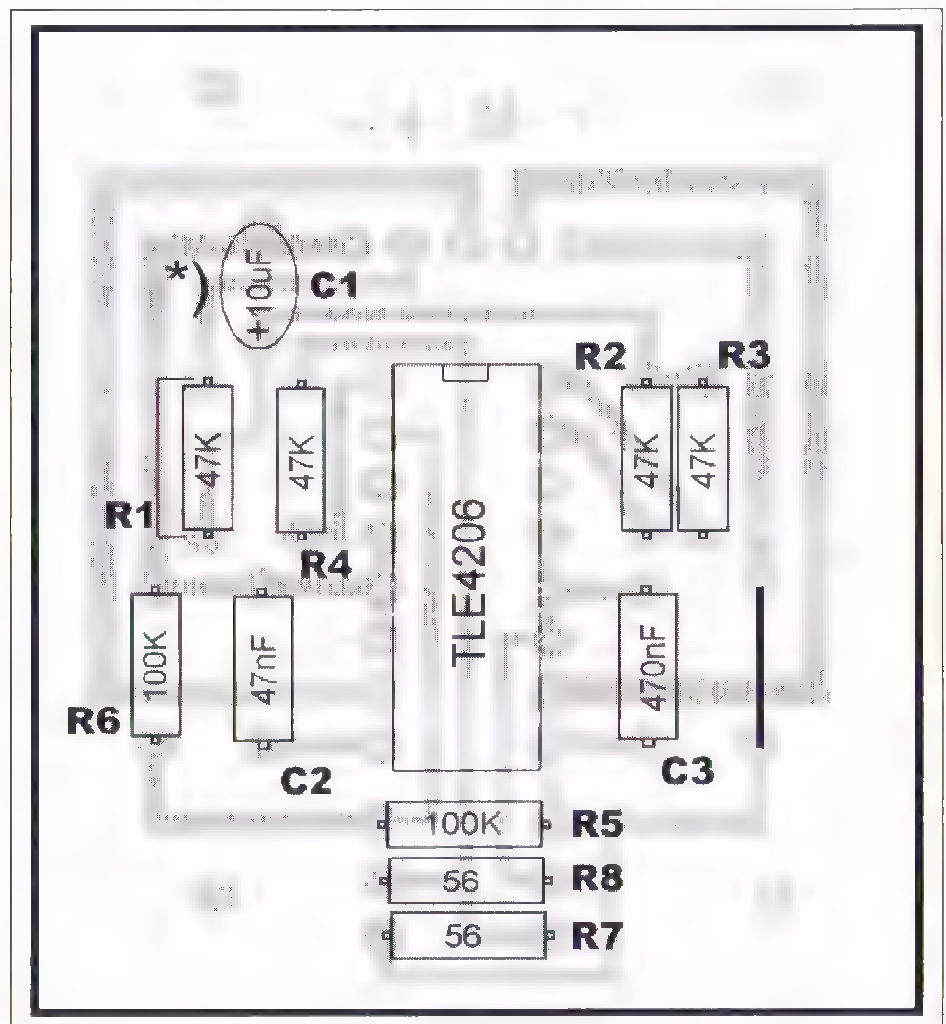 *)
+10uF
C1
R2
R3
47K
47K
47K
47K
R1
R4
TLE4206
100K
47nF
470nF
R6
C2
C3
100K
R5
56
R8
56
R7